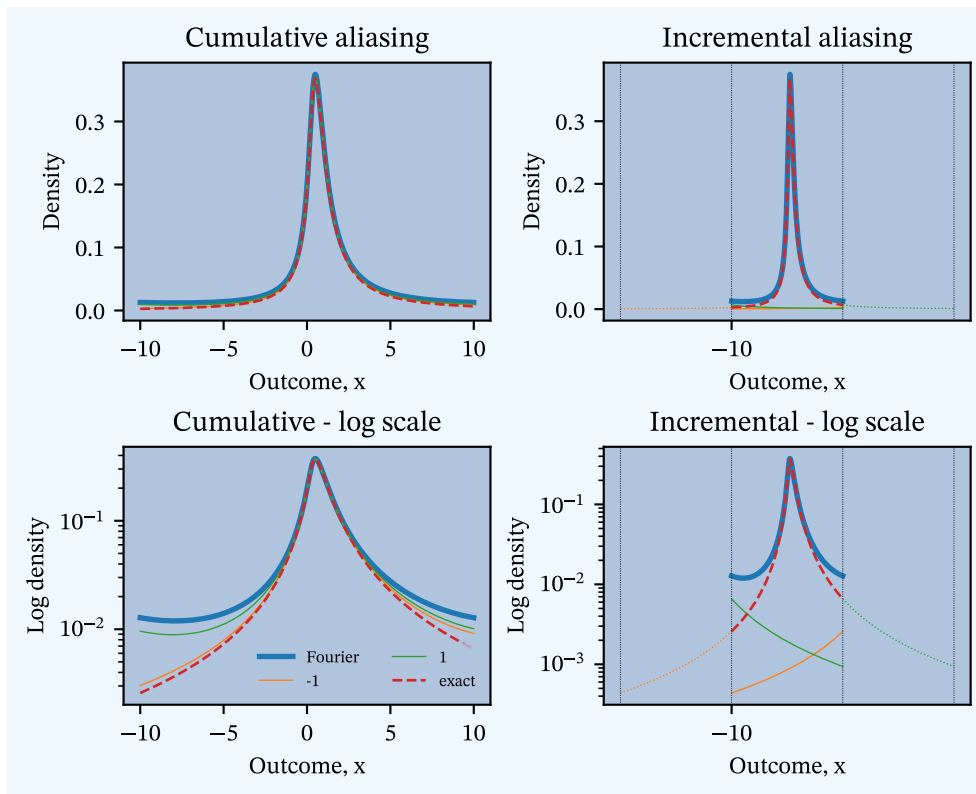 Cumulative aliasing
Incremental aliasing
Density
0.3
0.2
0.1
0.0
−10 −5 0 5 10
Outcome, x
Density
0.3
0.2
0.1
0.0
−10
Outcome, x
Cumulative - log scale
Incremental - log scale
Log density
10⁻¹
10⁻²
Fourier
-1
1
exact
−10 −5 0 5 10
Outcome, x
Log density
10⁻¹
10⁻²
10⁻³
−10
Outcome, x